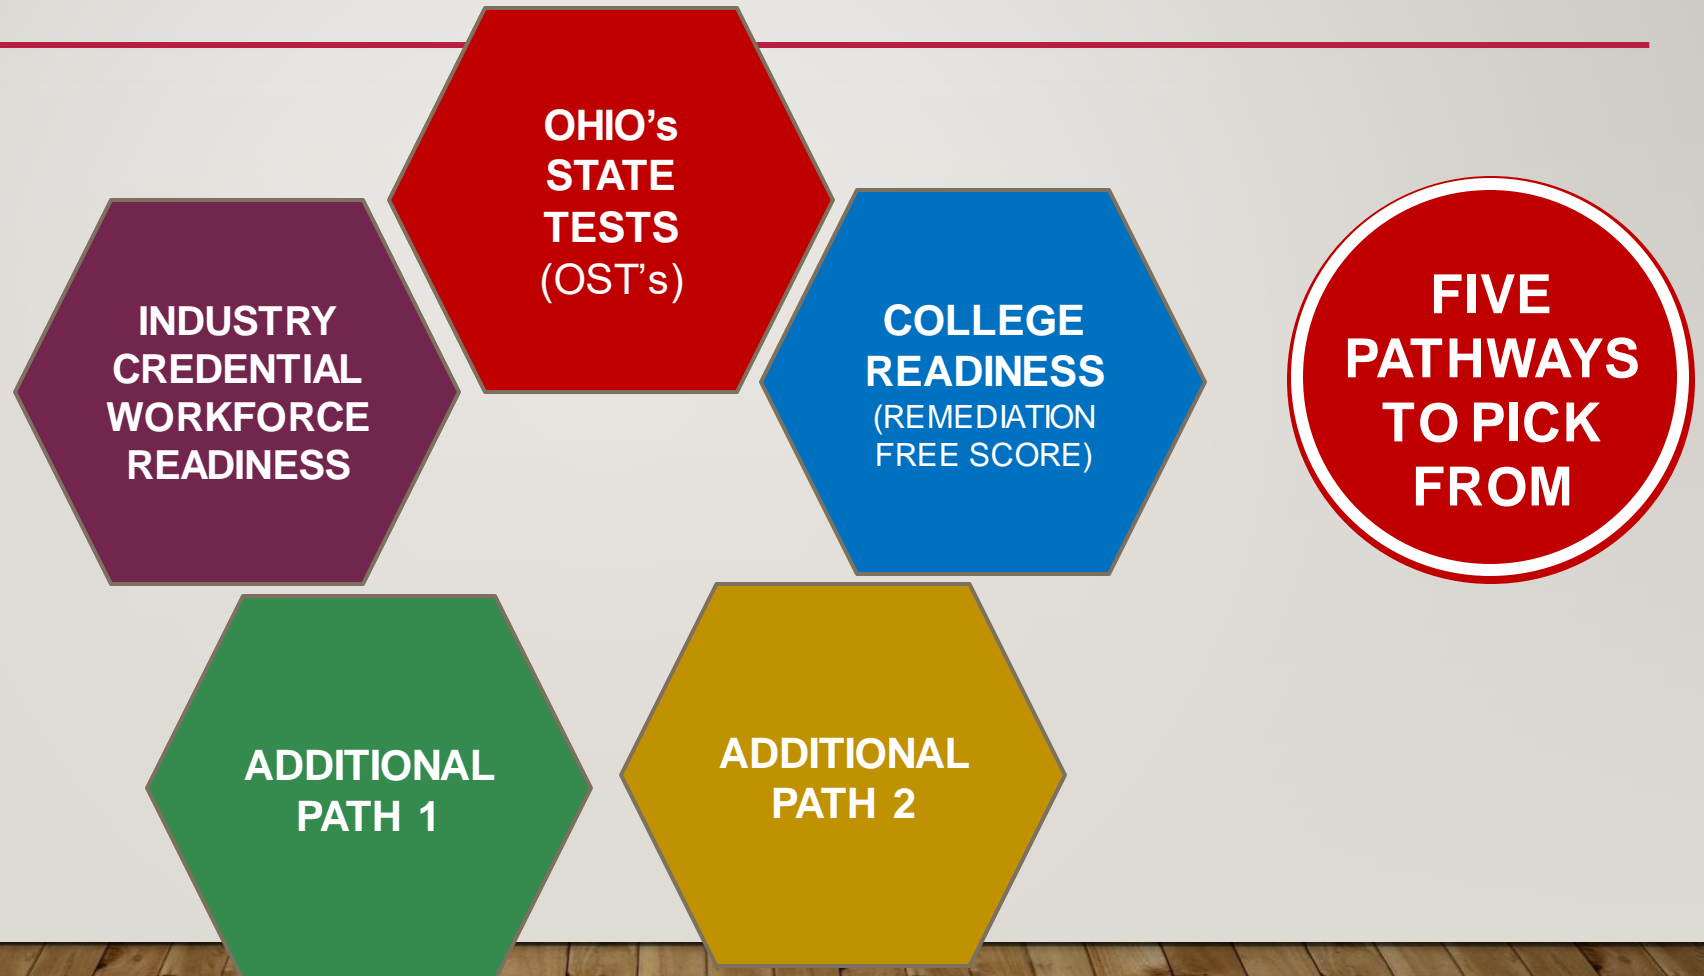 OHIO's
STATE
TESTS
(OST's)
INDUSTRY
CREDENTIAL
WORKFORCE
READINESS
COLLEGE
READINESS
(REMEDIATION
FREE SCORE)
FIVE
PATHWAYS
TO PICK
FROM
ADDITIONAL
PATH 1
ADDITIONAL
PATH 2